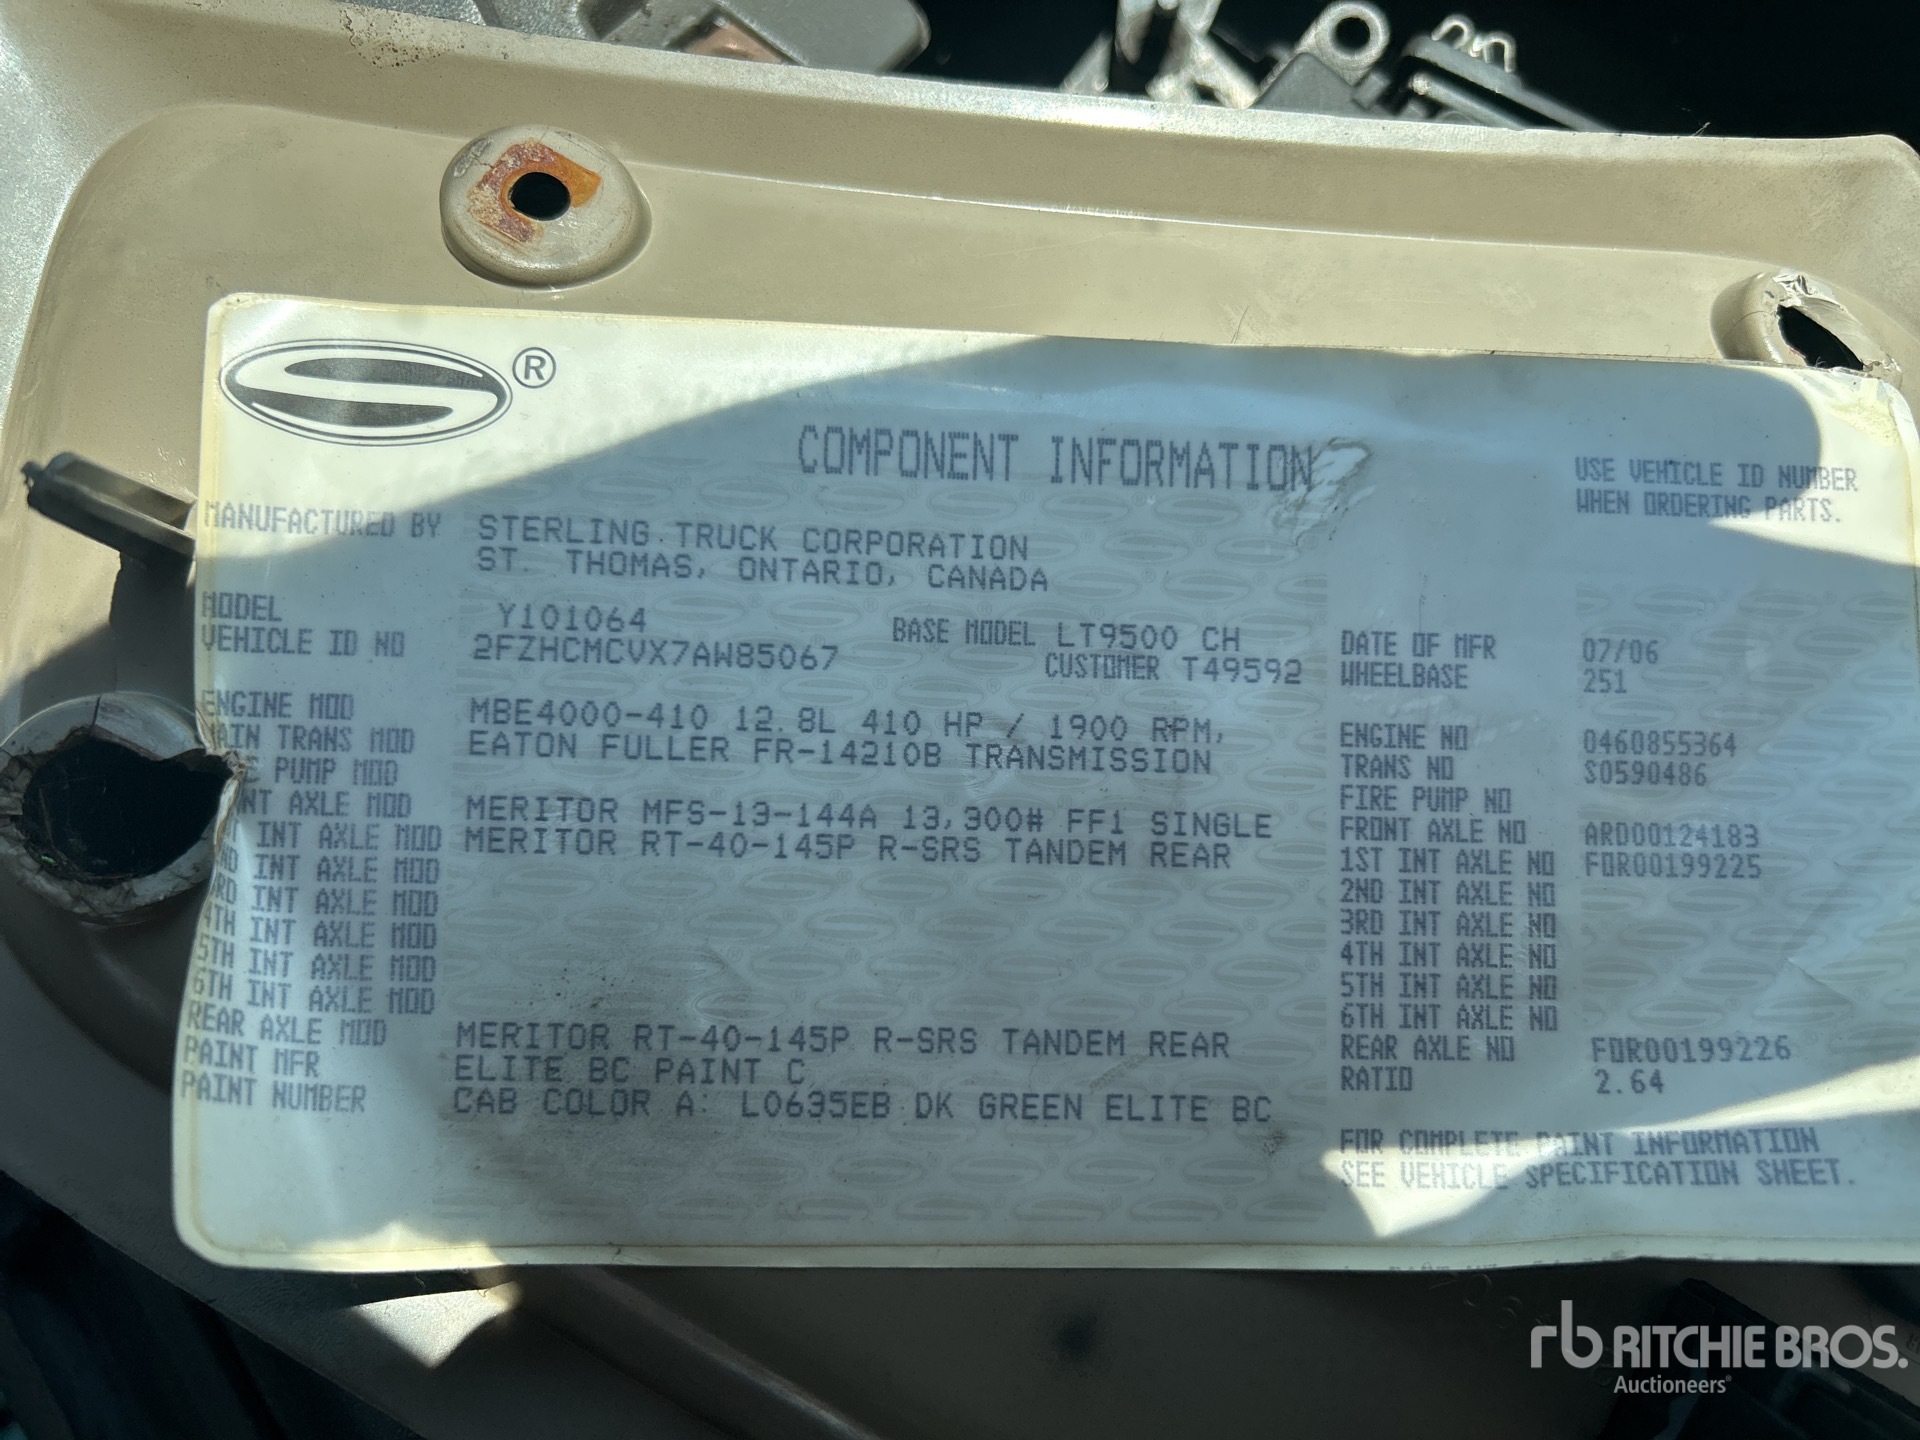 ®
COMPONENT INFORMATION
USE VEHICLE ID NUMBER
WHEN ORDERING PARTS.
MANUFACTURED BY STERLING TRUCK CORPORATION
ST. THOMAS, ONTARIO, CANADA
MODEL Y101064 BASE MODEL LT9500 CH DATE OF MFR 07/06
VEHICLE ID NO 2FZHCMCVX7AW85067 CUSTOMER T49592 WHEELBASE 251
ENGINE MOD MBE4000-410 12.8L 410 HP / 1900 RPM, ENGINE NO 0460855364
MAIN TRANS MOD EATON FULLER FR-14210B TRANSMISSION TRANS NO S0590486
PUMP MOD FIRE PUMP NO
NT AXLE MOD MERITOR MFS-13-144A 13,300# FF1 SINGLE FRONT AXLE NO ARD00124183
ST INT AXLE MOD MERITOR RT-40-145P R-SRS TANDEM REAR 1ST INT AXLE NO FOR00199225
ND INT AXLE MOD 2ND INT AXLE NO
3RD INT AXLE MOD 3RD INT AXLE NO
4TH INT AXLE MOD 4TH INT AXLE NO
5TH INT AXLE MOD 5TH INT AXLE NO
6TH INT AXLE MOD 6TH INT AXLE NO
REAR AXLE MOD MERITOR RT-40-145P R-SRS TANDEM REAR REAR AXLE NO FOR00199226
PAINT MFR ELITE BC PAINT C RATIO 2.64
PAINT NUMBER CAB COLOR A: L0635EB DK GREEN ELITE BC
FOR COMPLETE PAINT INFORMATION
SEE VEHICLE SPECIFICATION SHEET.
rb RITCHIE BROS.
Auctioneers